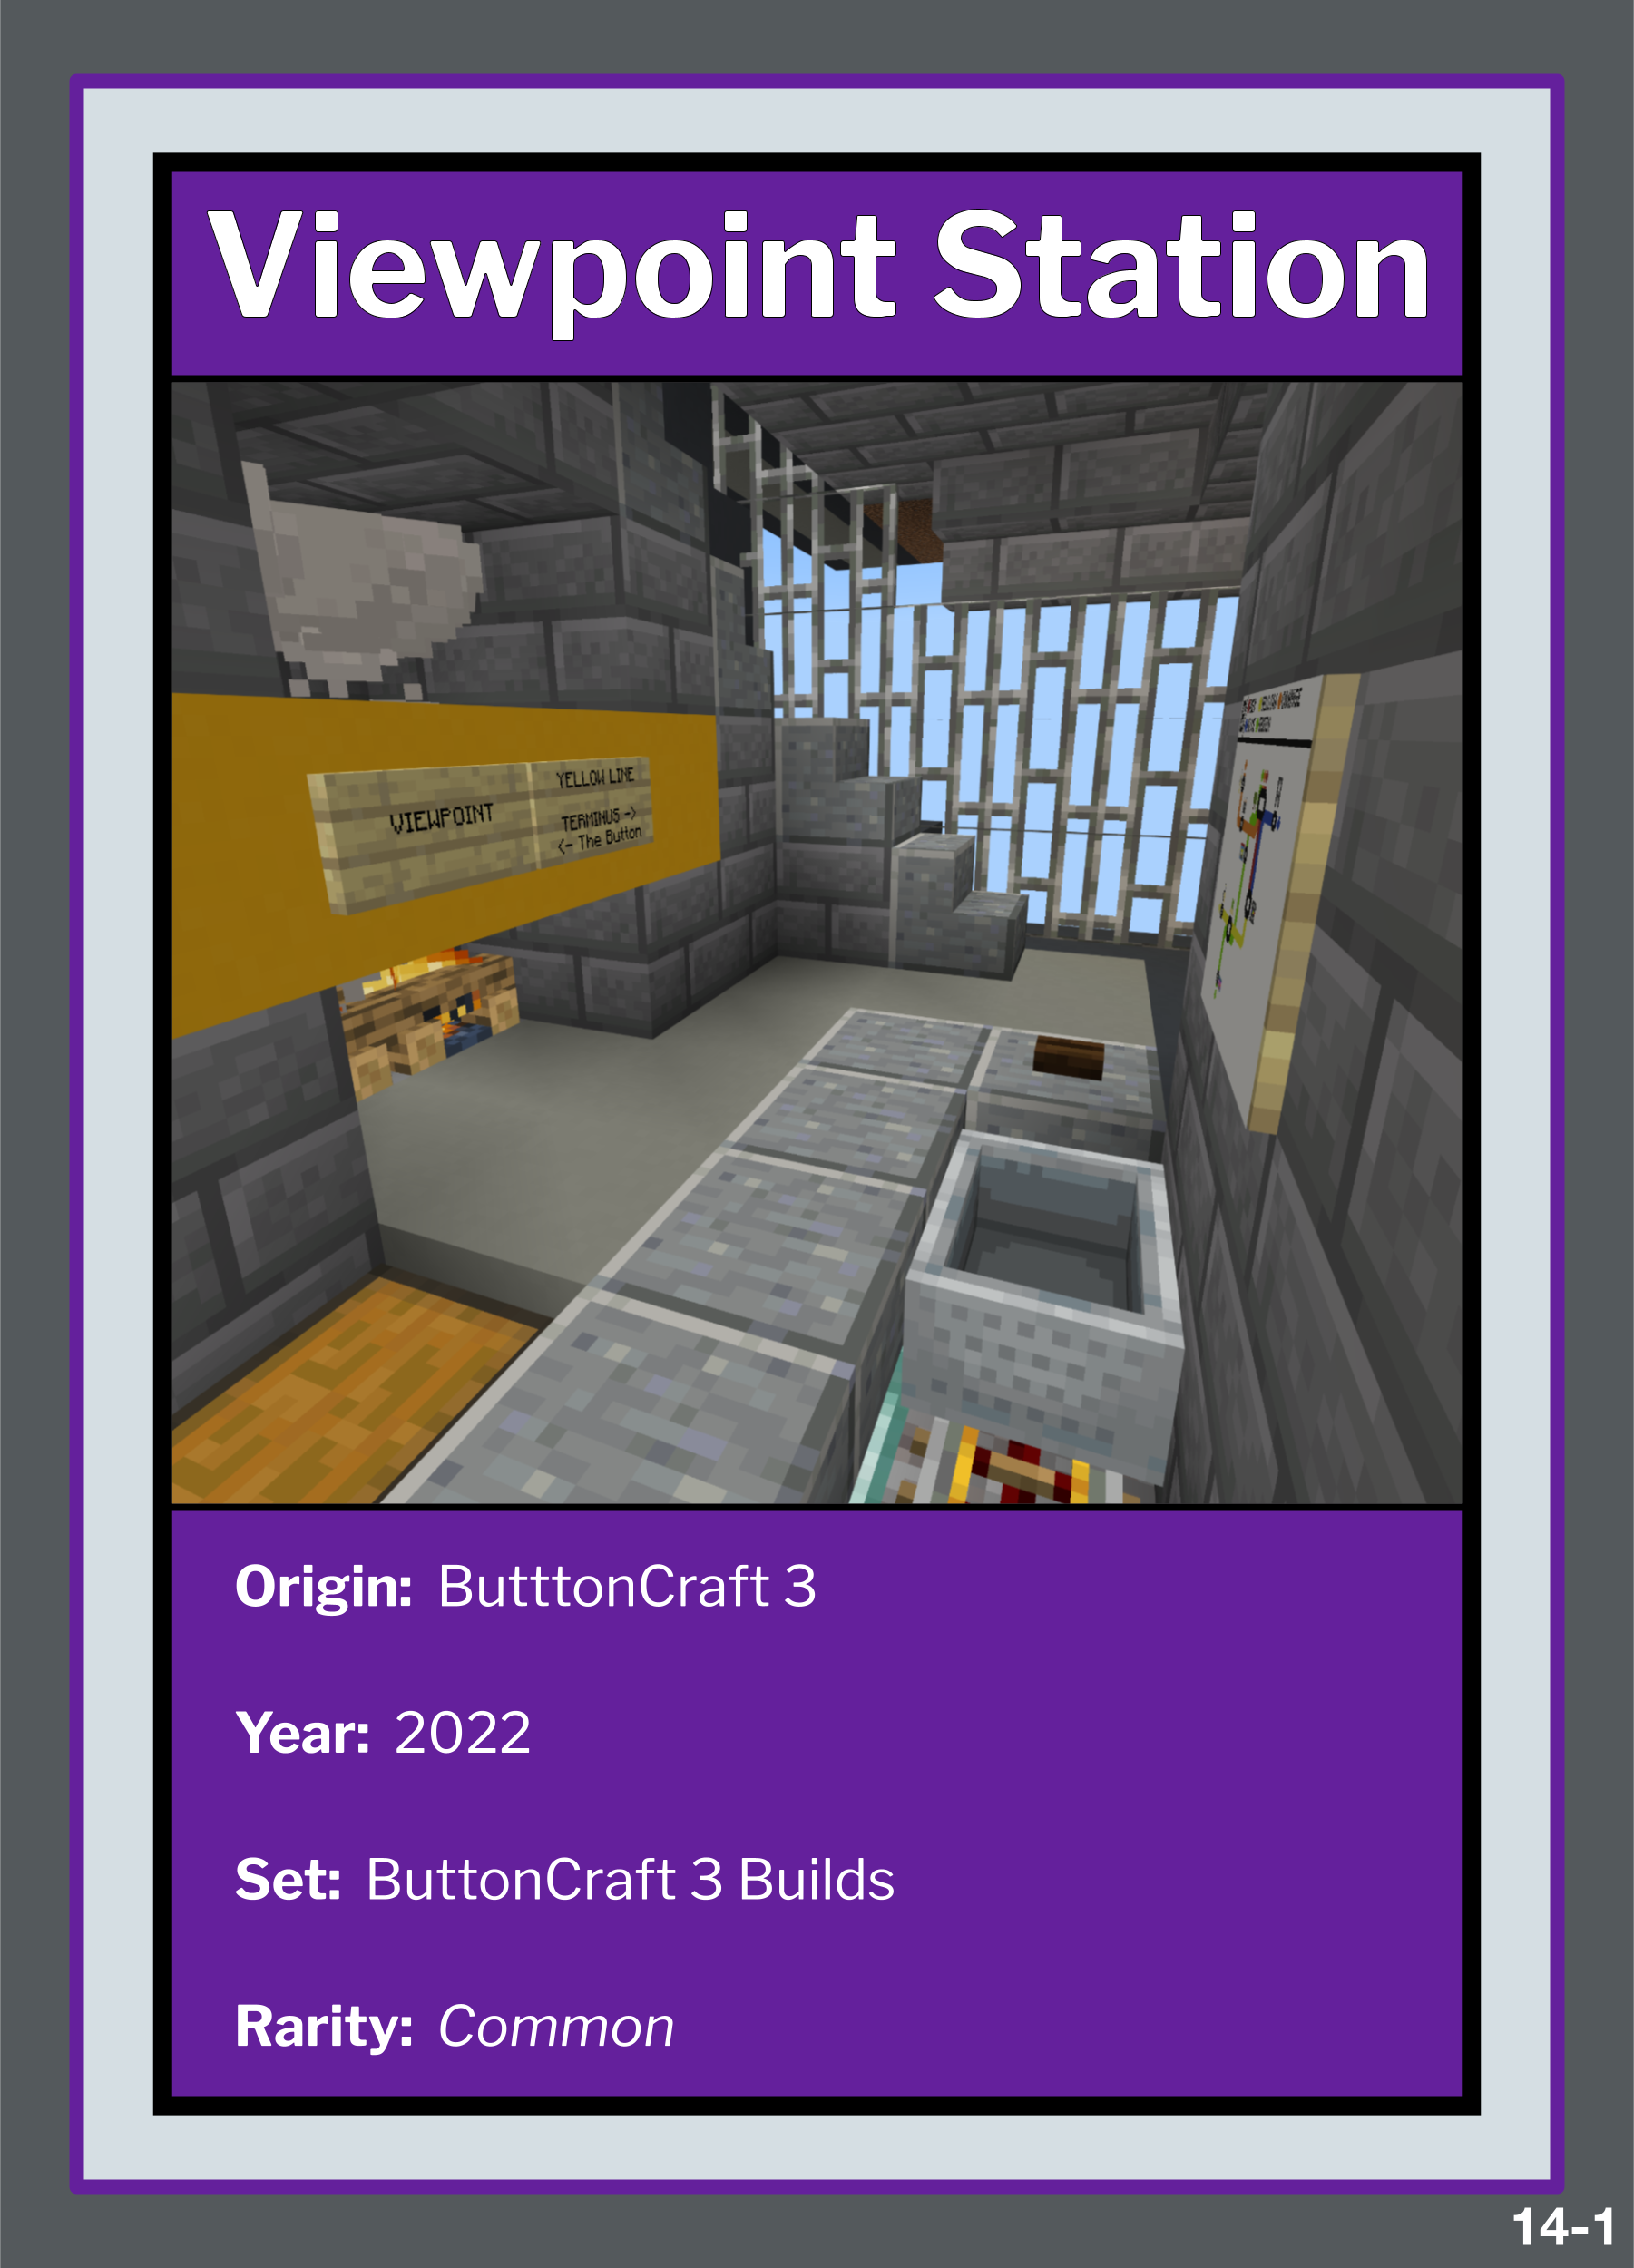 Viewpoint Station
VIEWPOINT
YELLOW LINE
TERMINUS ->
<- The Button
Origin: ButttonCraft 3
Year: 2022
Set: ButtonCraft 3 Builds
Rarity: Common
14-1